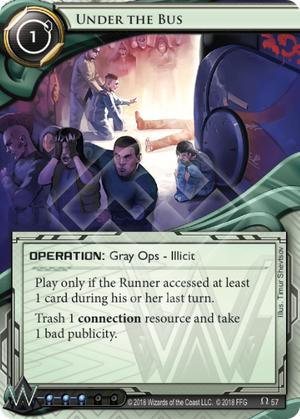 1
UNDER THE BUS
OPERATION: Gray Ops - Illicit
Play only if the Runner accessed at least
1 card during his or her last turn.
Trash 1 connection resource and take
1 bad publicity.
Illus. Timur Shevtsov
© 2018 Wizards of the Coast LLC. © 2018 FFG
57